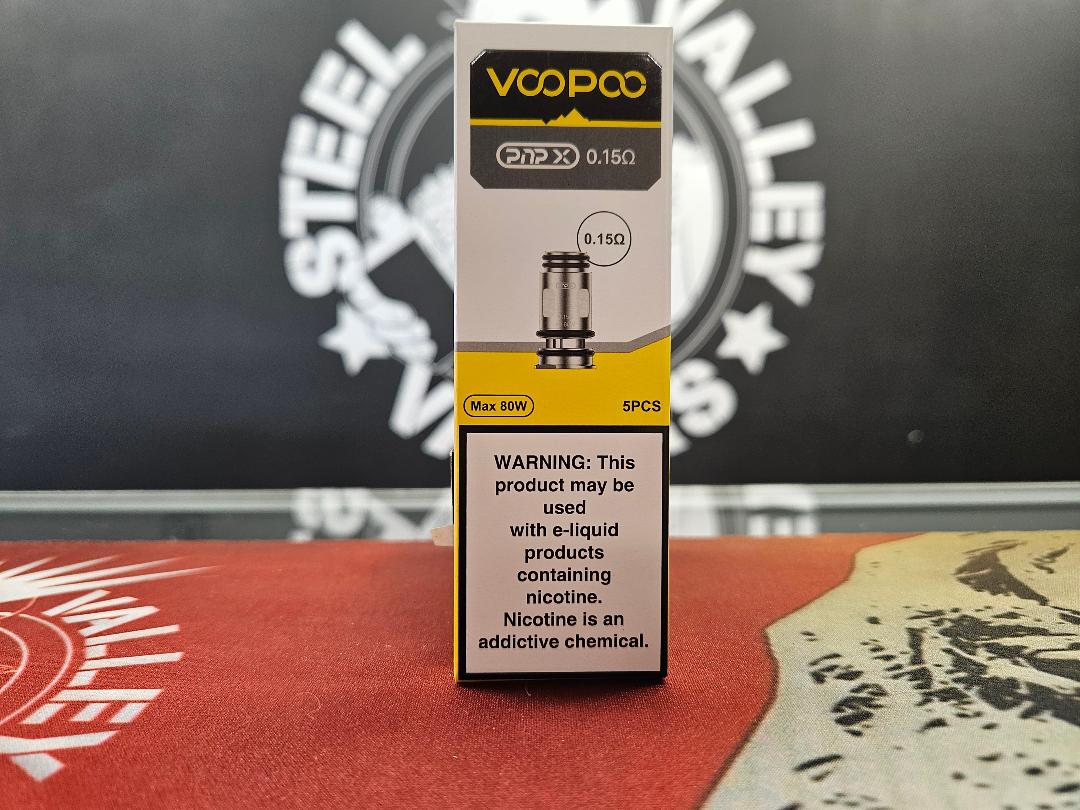 STEEL VALLEY
VOOPOO
PnP X 0.15Ω
0.15Ω
Max 80W
5PCS
WARNING: This
product may be
used
with e-liquid
products
containing
nicotine.
Nicotine is an
addictive chemical.
VALLEY